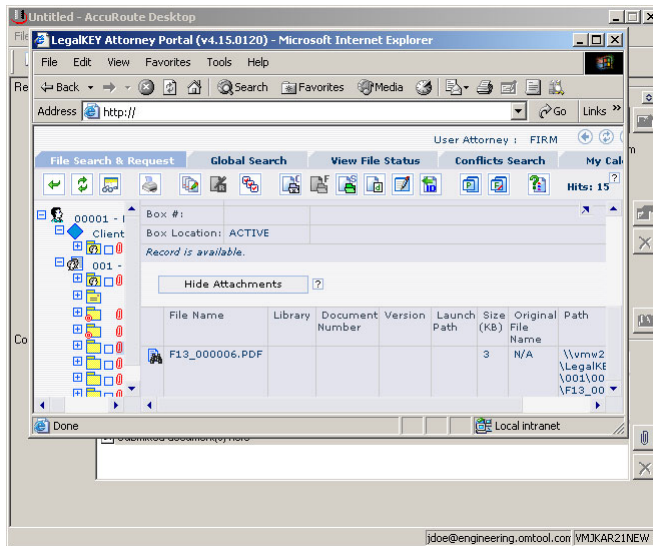 Untitled - AccuRoute Desktop
LegalKEY Attorney Portal (v4.15.0120) - Microsoft Internet Explorer
File Edit View Favorites Tools Help
Back Search Favorites Media
Address http:// Go Links »
User Attorney : FIRM
File Search & Request Global Search View File Status Conflicts Search My Cal
Hits: 15 ?
00001 - I
Client
001 -
Box #:
Box Location: ACTIVE
Record is available.
Hide Attachments ?
File Name Library Document Number Version Launch Path Size (KB) Original File Name Path
F13_000006.PDF 3 N/A \\vmw2
\LegalKE
\001\00
\F13_00
Done Local intranet
jdoe@engineering.omtool.com VMJKAR21NEW